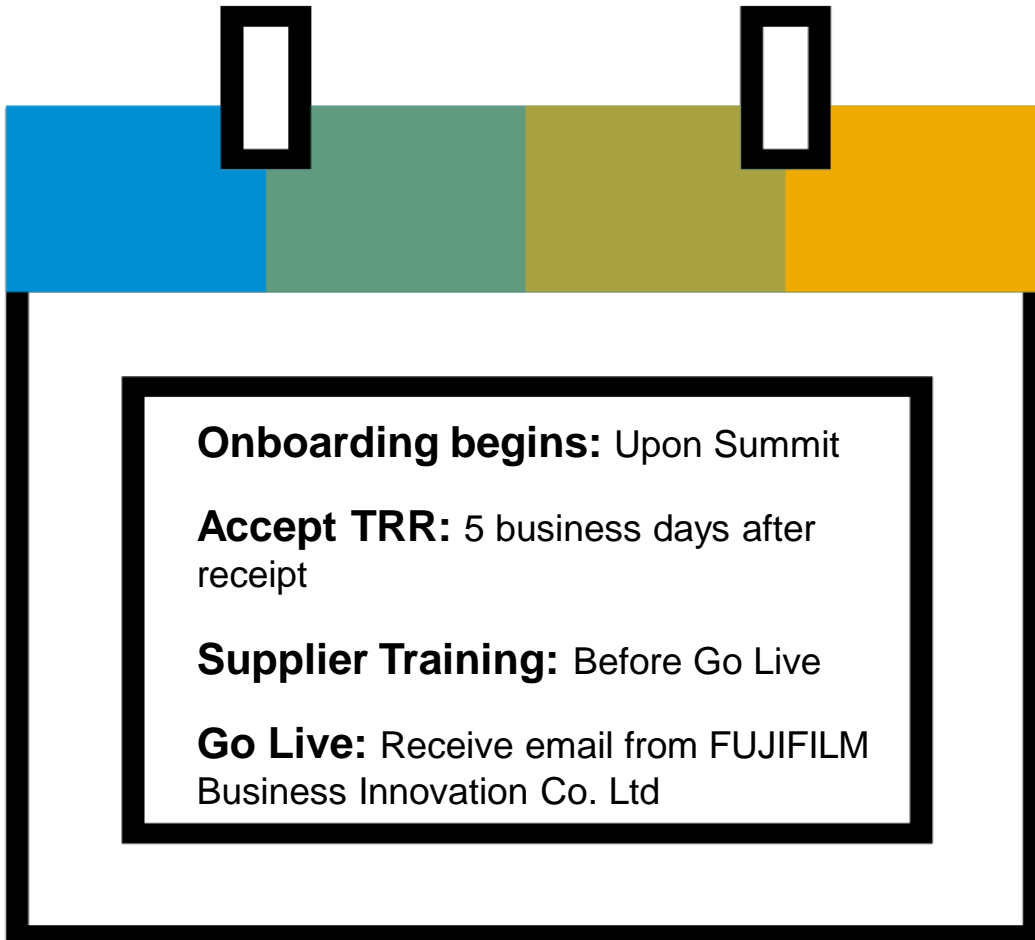 Onboarding begins: Upon Summit
Accept TRR: 5 business days after
receipt
Supplier Training: Before Go Live
Go Live: Receive email from FUJIFILM
Business Innovation Co. Ltd